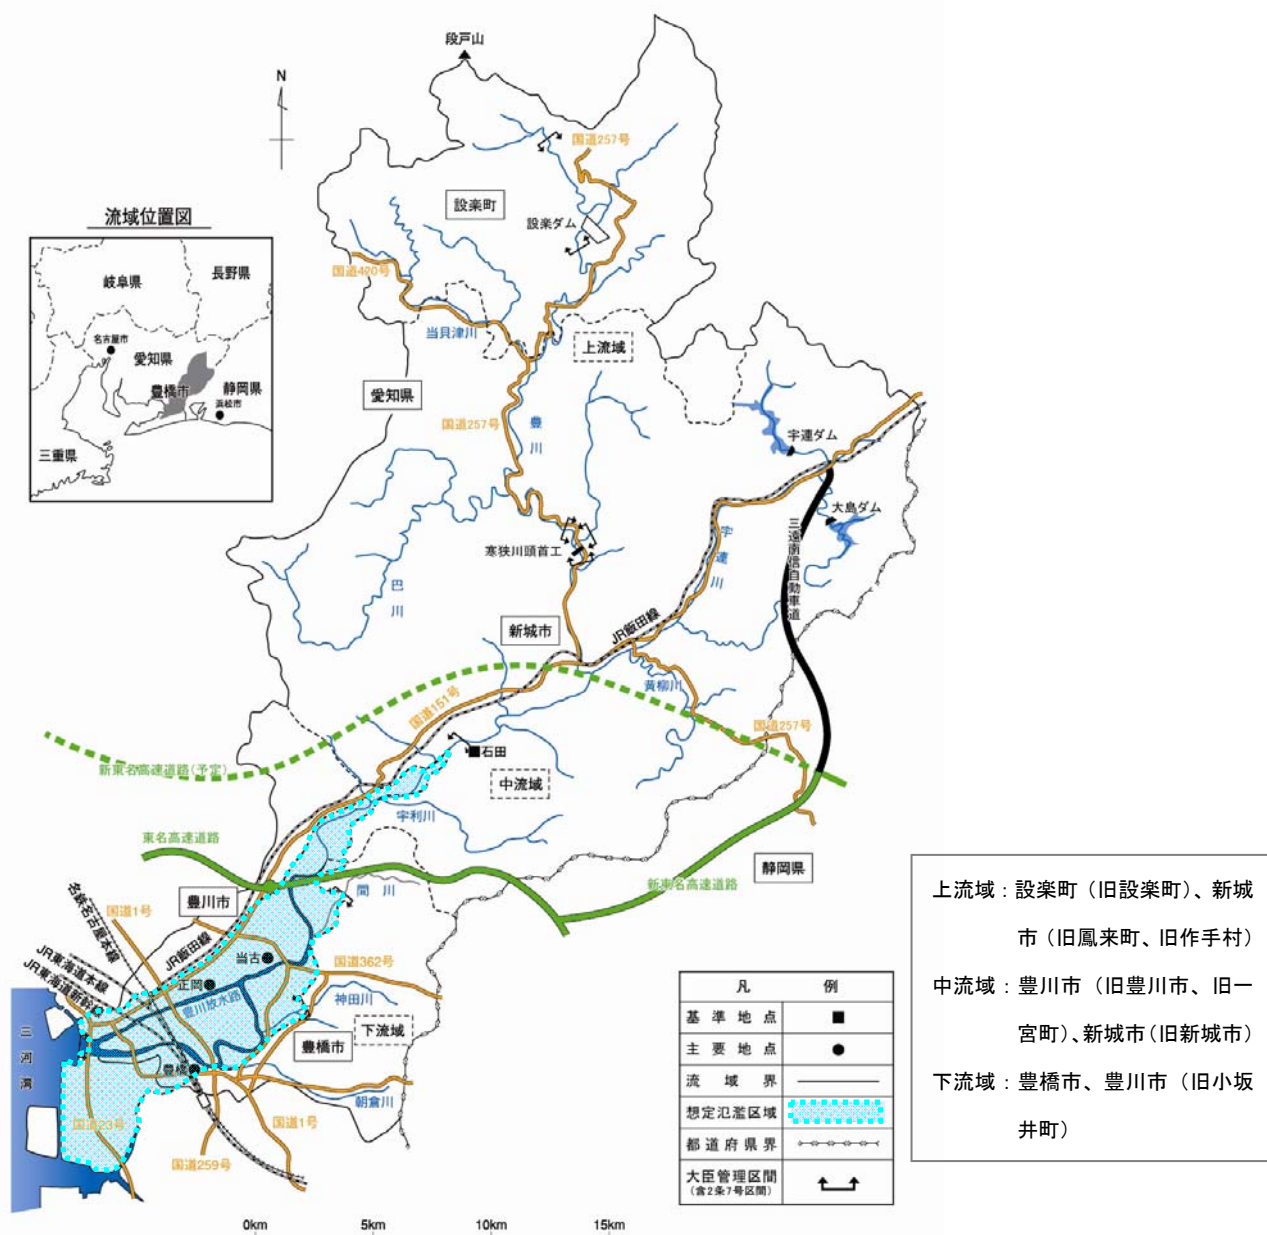 段戸山
N
国道257号
設楽町
設楽ダム
流域位置図
岐阜県
長野県
名古屋市
愛知県
豊橋市
静岡県
浜松市
三重県
国道420号
当貝津川
上流域
愛知県
国道257号
豊川
宇連ダム
大島ダム
寒狭川頭首工
宇連川
三遠南信自動車道
巴川
新城市
JR飯田線
黄柳川
国道151号
国道257号
石田
新東名高速道路(予定)
中流域
宇利川
東名高速道路
静岡県
新東名高速道路
間川
豊川市
名鉄名古屋本線
国道1号
JR飯田線
当古
国道362号
JR東海道本線
JR東海道新幹線
正岡
豊川放水路
神田川
下流域
三河湾
豊橋市
豊橋
朝倉川
国道23号
国道1号
国道259号
0km 5km 10km 15km
凡例
基準地点
主要地点
流域界
想定氾濫区域
都道府県界
大臣管理区間
(含2条7号区間)
上流域：設楽町（旧設楽町）、新城
市（旧鳳来町、旧作手村）
中流域：豊川市（旧豊川市、旧一
宮町）、新城市（旧新城市）
下流域：豊橋市、豊川市（旧小坂
井町）